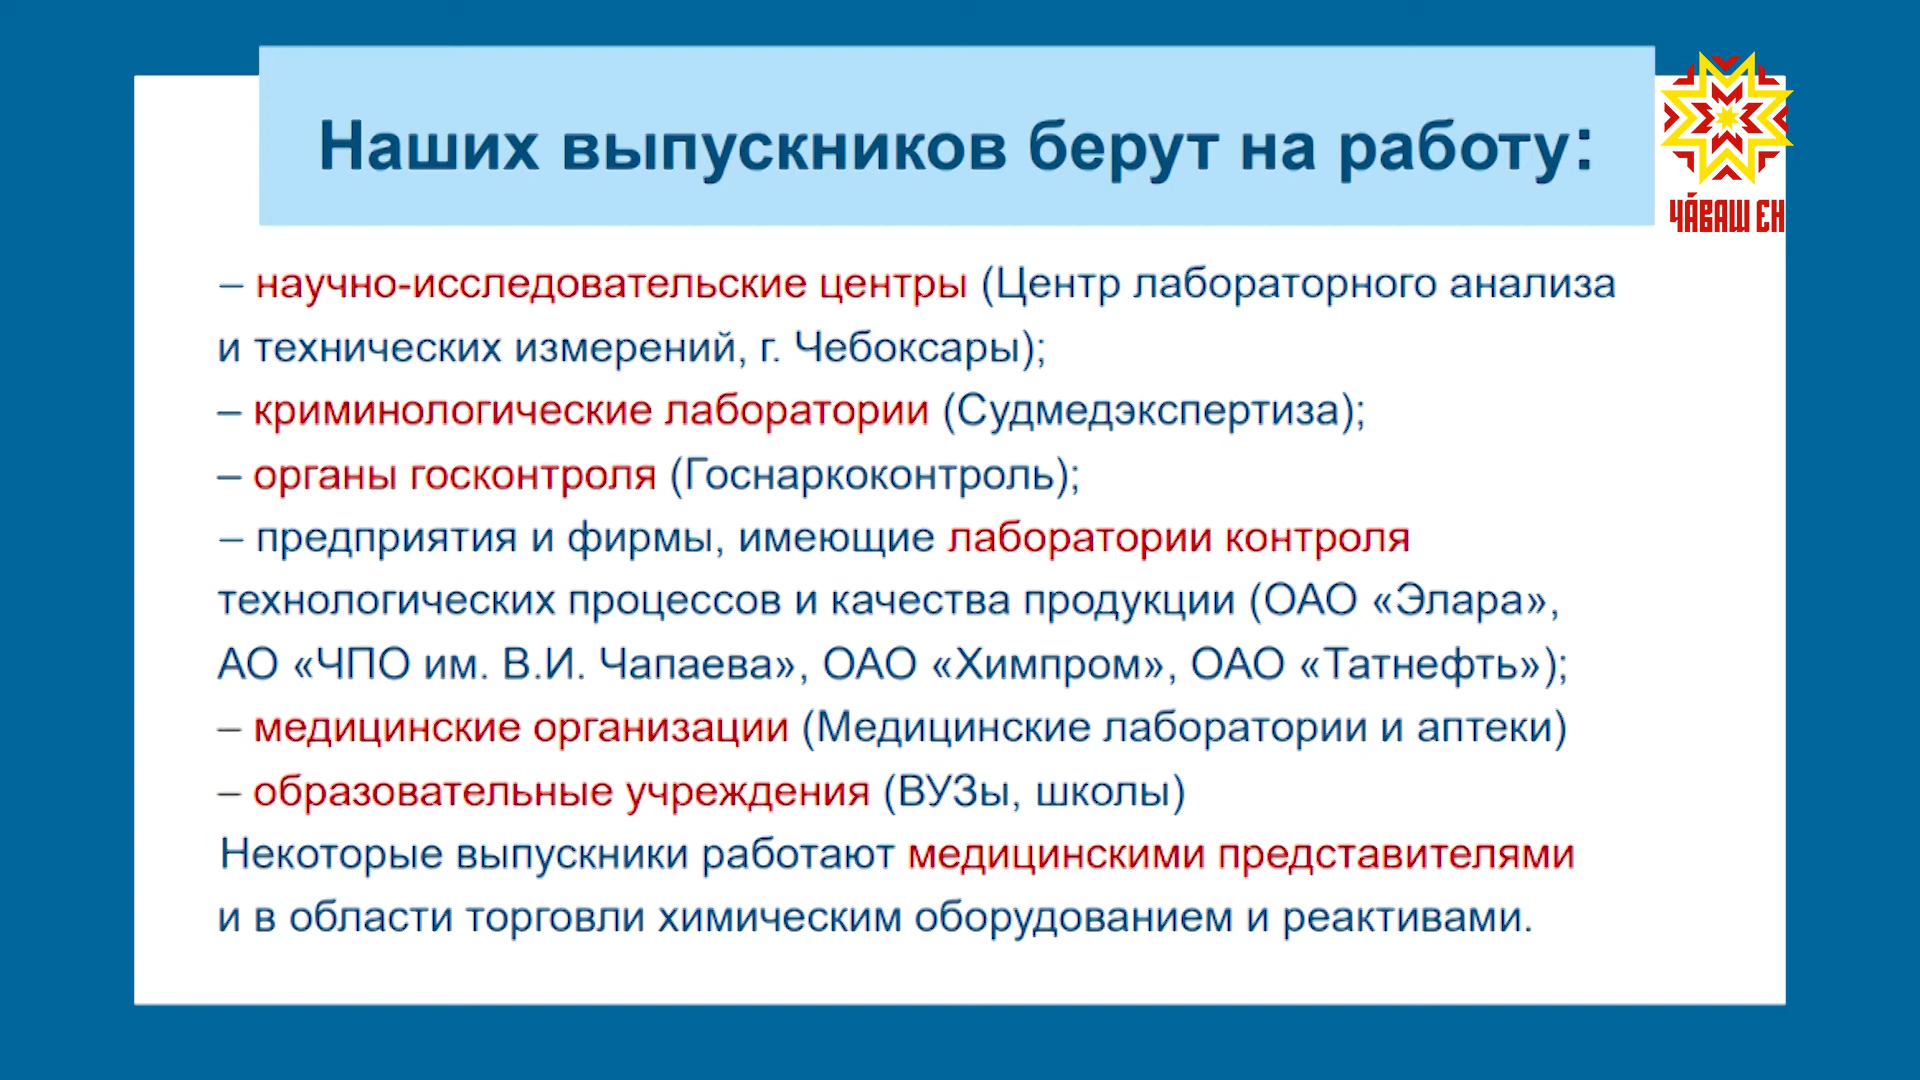 Наших выпускников берут на работу:
ЧӐВАШ ЕН
– научно-исследовательские центры (Центр лабораторного анализа
и технических измерений, г. Чебоксары);
– криминологические лаборатории (Судмедэкспертиза);
– органы госконтроля (Госнаркоконтроль);
– предприятия и фирмы, имеющие лаборатории контроля
технологических процессов и качества продукции (ОАО «Элара»,
АО «ЧПО им. В.И. Чапаева», ОАО «Химпром», ОАО «Татнефть»);
– медицинские организации (Медицинские лаборатории и аптеки)
– образовательные учреждения (ВУЗы, школы)
Некоторые выпускники работают медицинскими представителями
и в области торговли химическим оборудованием и реактивами.